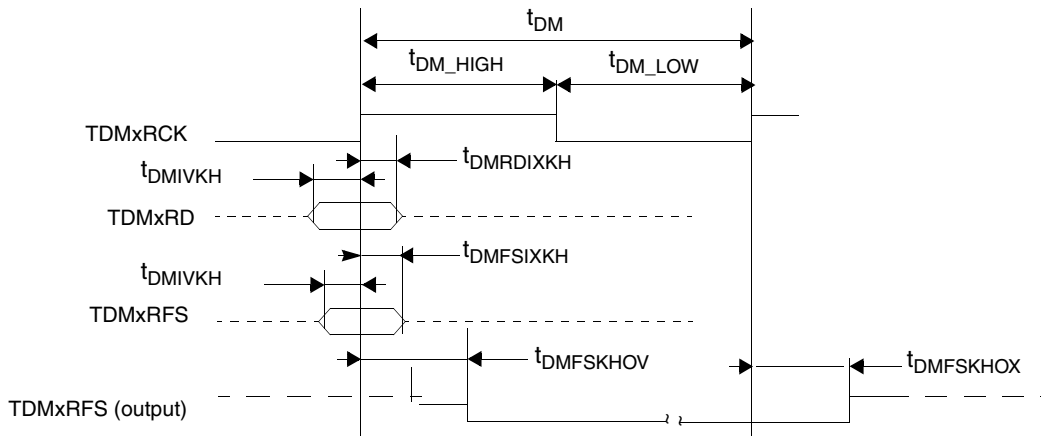 tDM
tDM_HIGH
tDM_LOW
TDMxRCK
tDMIVKH
tDMRDIXKH
TDMxRD
tDMIVKH
tDMFSIXKH
TDMxRFS
tDMFSKHOV
tDMFSKHOX
TDMxRFS (output)
~ ~